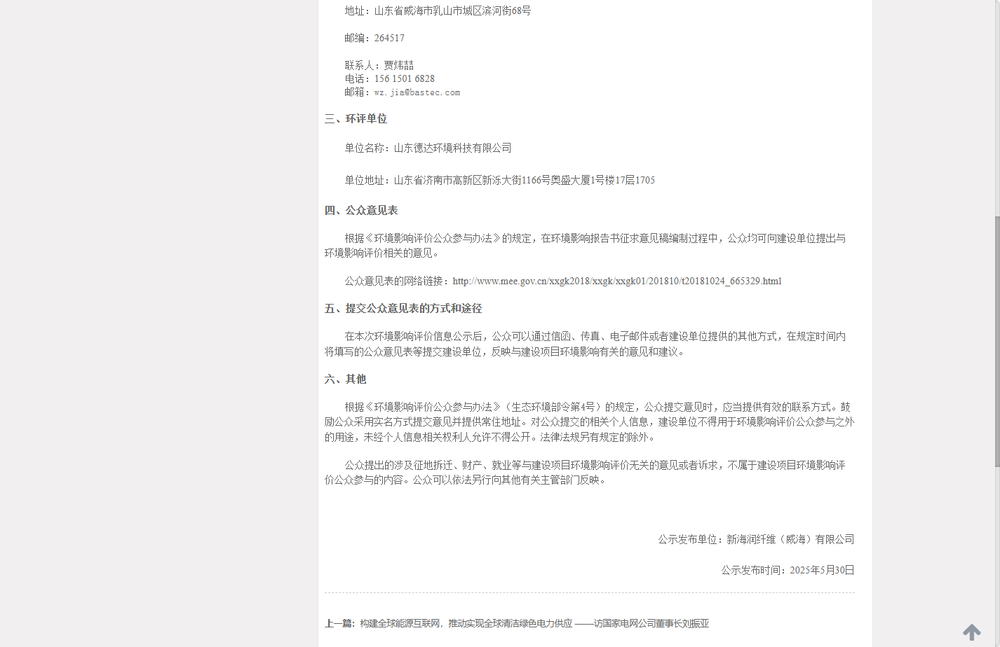 地址：山东省威海市乳山市城区滨河街68号
邮编：264517
联系人：贾炜喆
电话：156 1501 6828
邮箱：wz.jia@bastec.com
三、环评单位
单位名称：山东德达环境科技有限公司
单位地址：山东省济南市高新区新泺大街1166号奥盛大厦1号楼17层1705
四、公众意见表
根据《环境影响评价公众参与办法》的规定，在环境影响报告书征求意见稿编制过程中，公众均可向建设单位提出与
环境影响评价相关的意见。
公众意见表的网络链接：http://www.mee.gov.cn/xxgk2018/xxgk/xxgk01/201810/t20181024_665329.html
五、提交公众意见表的方式和途径
在本次环境影响评价信息公示后，公众可以通过信函、传真、电子邮件或者建设单位提供的其他方式，在规定时间内
将填写的公众意见表等提交建设单位，反映与建设项目环境影响有关的意见和建议。
六、其他
根据《环境影响评价公众参与办法》（生态环境部令第4号）的规定，公众提交意见时，应当提供有效的联系方式。鼓
励公众采用实名方式提交意见并提供常住地址。对公众提交的相关个人信息，建设单位不得用于环境影响评价公众参与之外
的用途，未经个人信息相关权利人允许不得公开。法律法规另有规定的除外。
公众提出的涉及征地拆迁、财产、就业等与建设项目环境影响评价无关的意见或者诉求，不属于建设项目环境影响评
价公众参与的内容。公众可以依法另行向其他有关主管部门反映。
公示发布单位：新海润纤维（威海）有限公司
公示发布时间：2025年5月30日
上一篇：构建全球能源互联网，推动实现全球清洁绿色电力供应 ——访国家电网公司董事长刘振亚